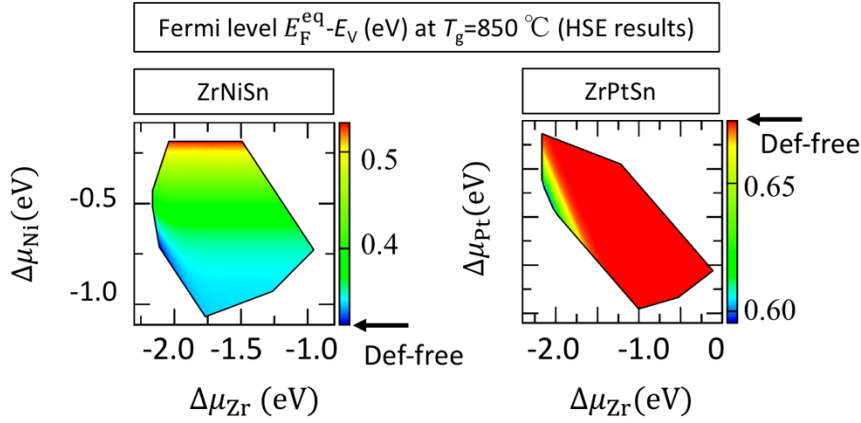 Fermi level E_F^eq-E_V (eV) at T_g=850 ℃ (HSE results)
ZrNiSn
ZrPtSn
Δμ_Ni (eV)
-0.5
-1.0
-2.0 -1.5 -1.0
Δμ_Zr (eV)
0.5
0.4
Def-free
Δμ_Pt(eV)
-2.0 -1.0 0
Δμ_Zr(eV)
Def-free
0.65
0.60